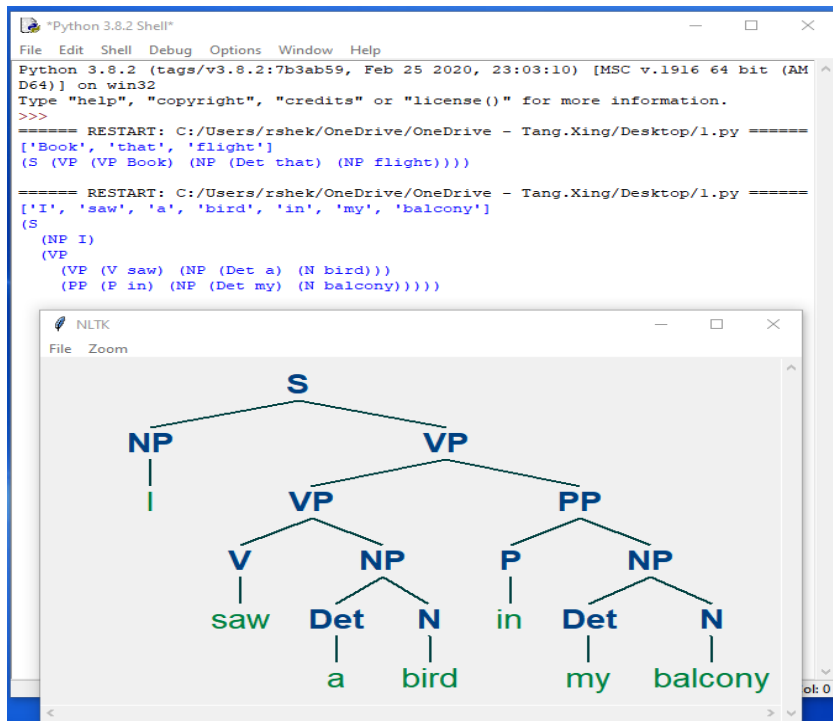 *Python 3.8.2 Shell*
File Edit Shell Debug Options Window Help
Python 3.8.2 (tags/v3.8.2:7b3ab59, Feb 25 2020, 23:03:10) [MSC v.1916 64 bit (AM
D64)] on win32
Type "help", "copyright", "credits" or "license()" for more information.
>>>
====== RESTART: C:/Users/rshek/OneDrive/OneDrive - Tang.Xing/Desktop/1.py ======
['Book', 'that', 'flight']
(S (VP (VP Book) (NP (Det that) (NP flight))))
====== RESTART: C:/Users/rshek/OneDrive/OneDrive - Tang.Xing/Desktop/1.py ======
['I', 'saw', 'a', 'bird', 'in', 'my', 'balcony']
(S
  (NP I)
  (VP
    (VP (V saw) (NP (Det a) (N bird)))
    (PP (P in) (NP (Det my) (N balcony)))))
NLTK
File Zoom
S
NP VP
I VP PP
V NP P NP
saw Det N in Det N
a bird my balcony
ol: 0